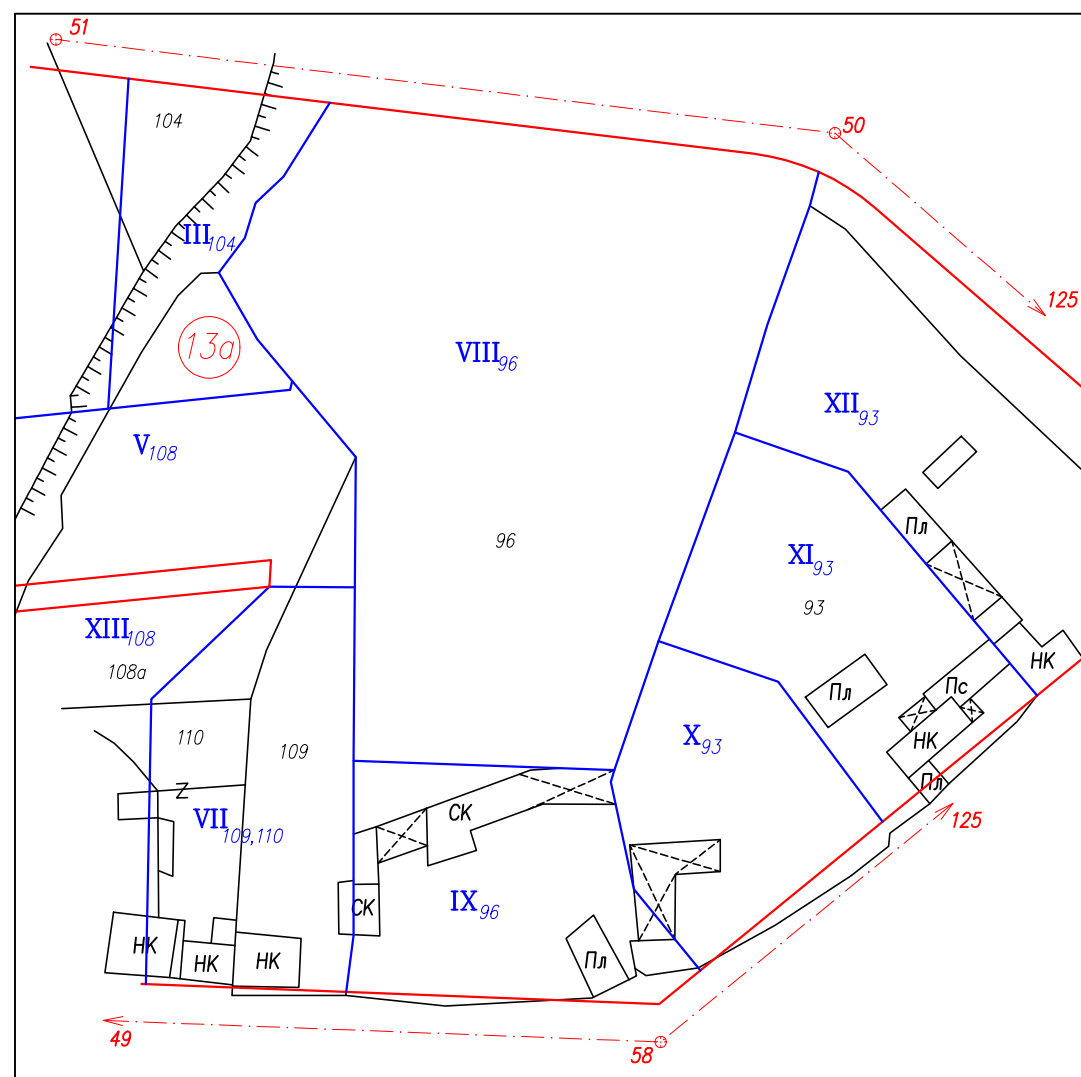 51
104
50
III104
125
13а
VIII96
XII93
V108
Пл
96
XI93
93
XIII108
108а
НК
Пс
Пл
110
109
X93
НК
Пл
Z
VII109,110
СК
125
IX96
СК
НК
НК
НК
Пл
49
58